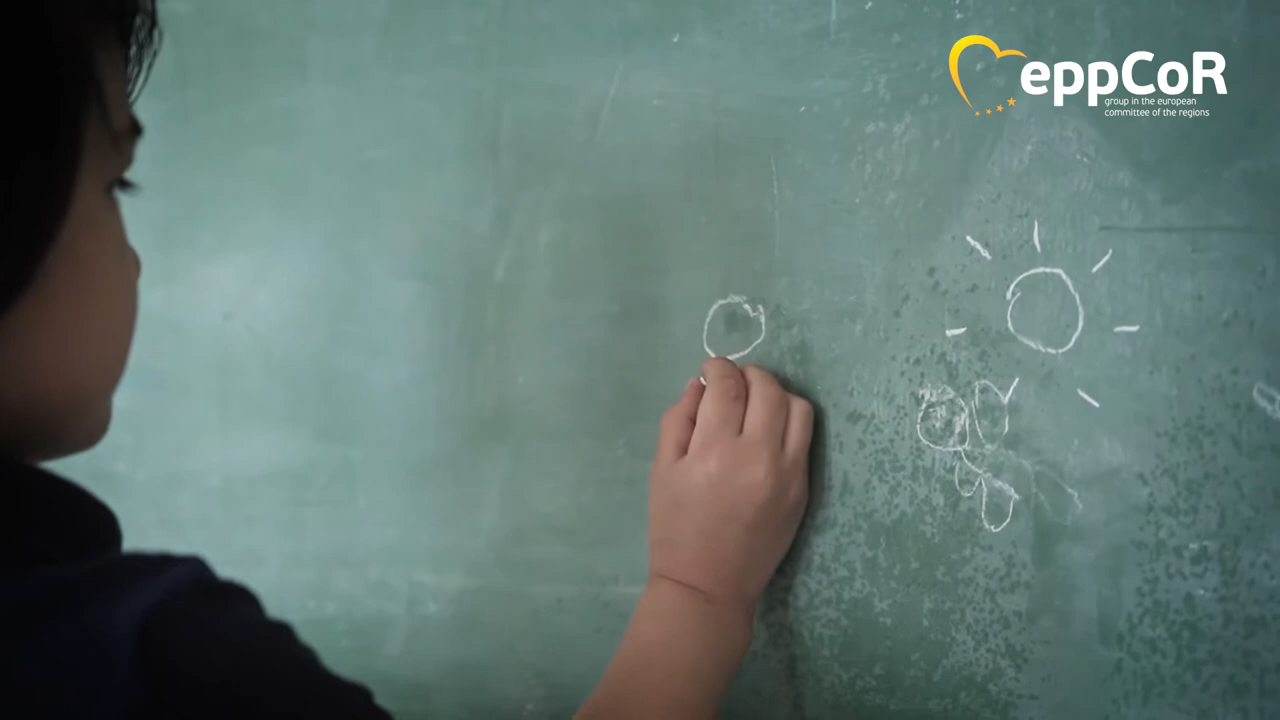 eppCoR
group in the european
committee of the regions